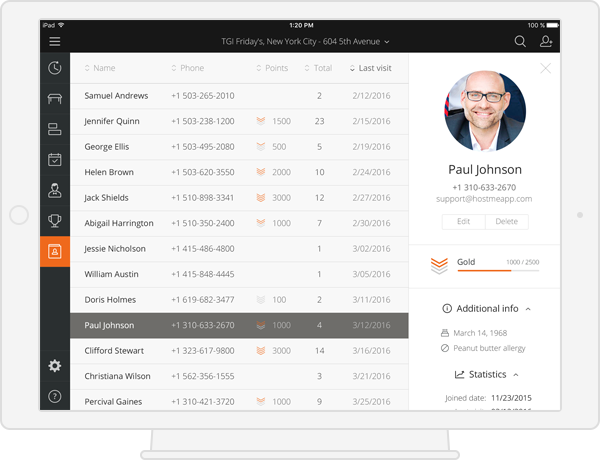 iPad 1:20 PM 100 %
TGI Friday's, New York City - 604 5th Avenue
Name Phone Points Total Last visit
Samuel Andrews +1 503-265-2010 2 2/12/2016
Jennifer Quinn +1 503-238-1200 1500 23 2/15/2016
George Ellis +1 503-495-2080 500 5 2/19/2016
Helen Brown +1 503-620-3550 2000 10 2/24/2016
Jack Shields +1 510-898-3341 3000 12 2/27/2016
Abigail Harrington +1 510-350-2400 1000 7 2/30/2016
Jessie Nicholson +1 415-486-4800 1 3/02/2016
William Austin +1 415-848-4445 1 3/05/2016
Doris Holmes +1 619-682-3477 100 2 3/11/2016
Paul Johnson +1 310-633-2670 1000 4 3/12/2016
Clifford Stewart +1 323-617-9800 3000 14 3/16/2016
Christiana Wilson +1 562-356-1555 3 3/21/2016
Percival Gaines +1 310-421-3720 1000 9 3/25/2016
Paul Johnson
+1 310-633-2670
support@hostmeapp.com
Edit Delete
Gold 1000 / 2500
Additional info
March 14, 1968
Peanut butter allergy
Statistics
Joined date: 11/23/2015
?